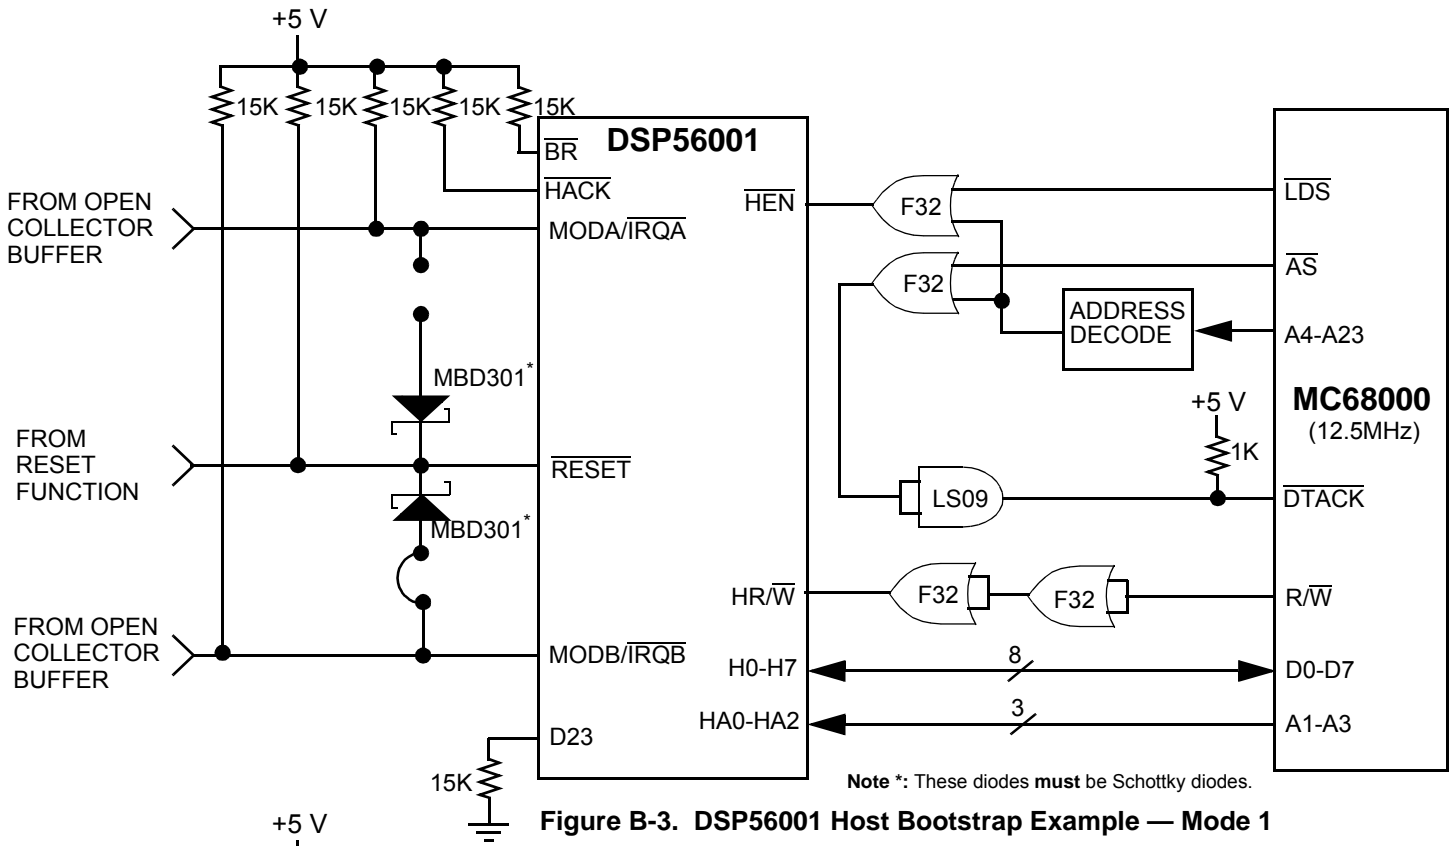 +5 V
15K
15K
15K
15K
15K
DSP56001
BR
HACK
HEN
F32
LDS
FROM OPEN
COLLECTOR
BUFFER
MODA/IRQA
F32
AS
ADDRESS
DECODE
A4-A23
MBD301*
+5 V
MC68000
(12.5MHz)
1K
FROM
RESET
FUNCTION
RESET
LS09
DTACK
MBD301*
HR/W
F32
F32
R/W
FROM OPEN
COLLECTOR
BUFFER
MODB/IRQB
H0-H7
8
D0-D7
HA0-HA2
3
A1-A3
D23
15K
Note *: These diodes must be Schottky diodes.
Figure B-3. DSP56001 Host Bootstrap Example — Mode 1
+5 V